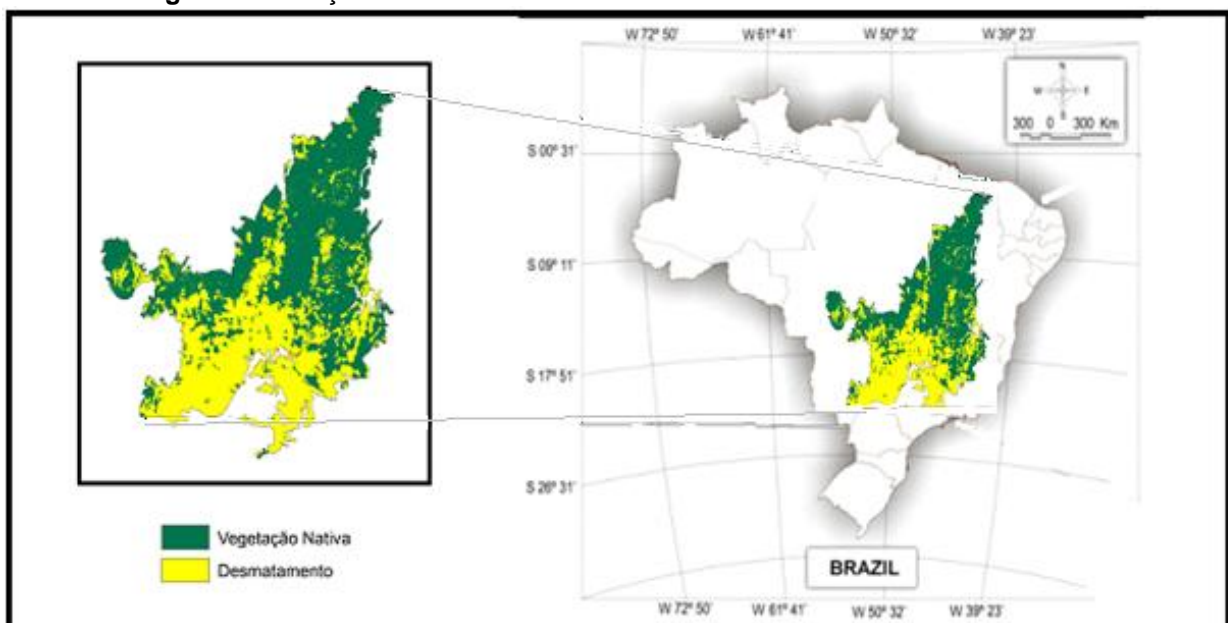 W 72º 50' W 61º 41' W 50º 32' W 39º 23'
N
W E
S
300 0 300 Km
S 00º 31'
S 09º 11'
S 17º 51'
S 26º 31'
Vegetação Nativa
Desmatamento
BRAZIL
W 72º 50' W 61º 41' W 50º 32' W 39º 23'